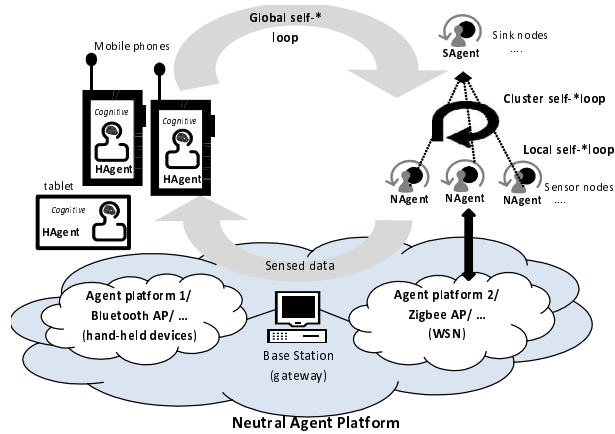 Global self-*
loop
Mobile phones
Cognitive
HAgent
Cognitive
HAgent
tablet
Cognitive
HAgent
SAgent
Sink nodes
....
Cluster self-*loop
Local self-*loop
NAgent
NAgent
NAgent
Sensor nodes
....
Sensed data
Agent platform 1/
Bluetooth AP/ ...
(hand-held devices)
Base Station
(gateway)
Agent platform 2/
Zigbee AP/ ...
(WSN)
Neutral Agent Platform